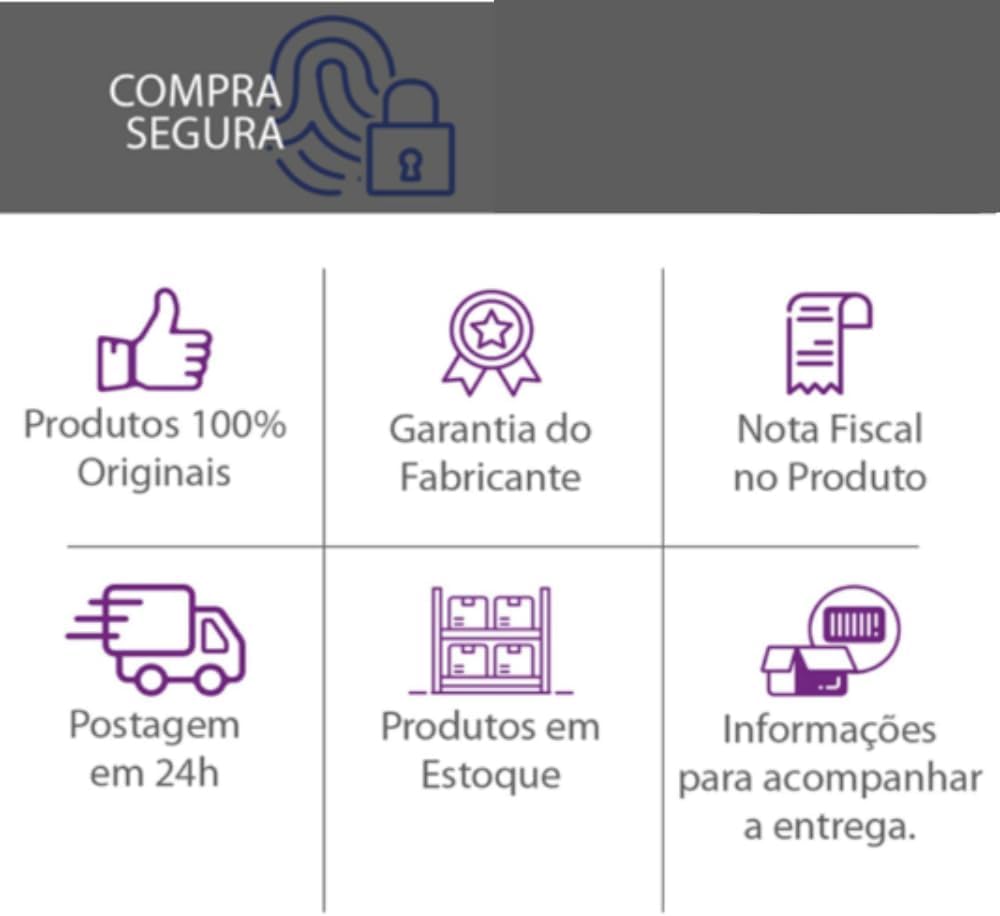 COMPRA
SEGURA
Produtos 100%
Originais
Garantia do
Fabricante
Nota Fiscal
no Produto
Postagem
em 24h
Produtos em
Estoque
Informações
para acompanhar
a entrega.